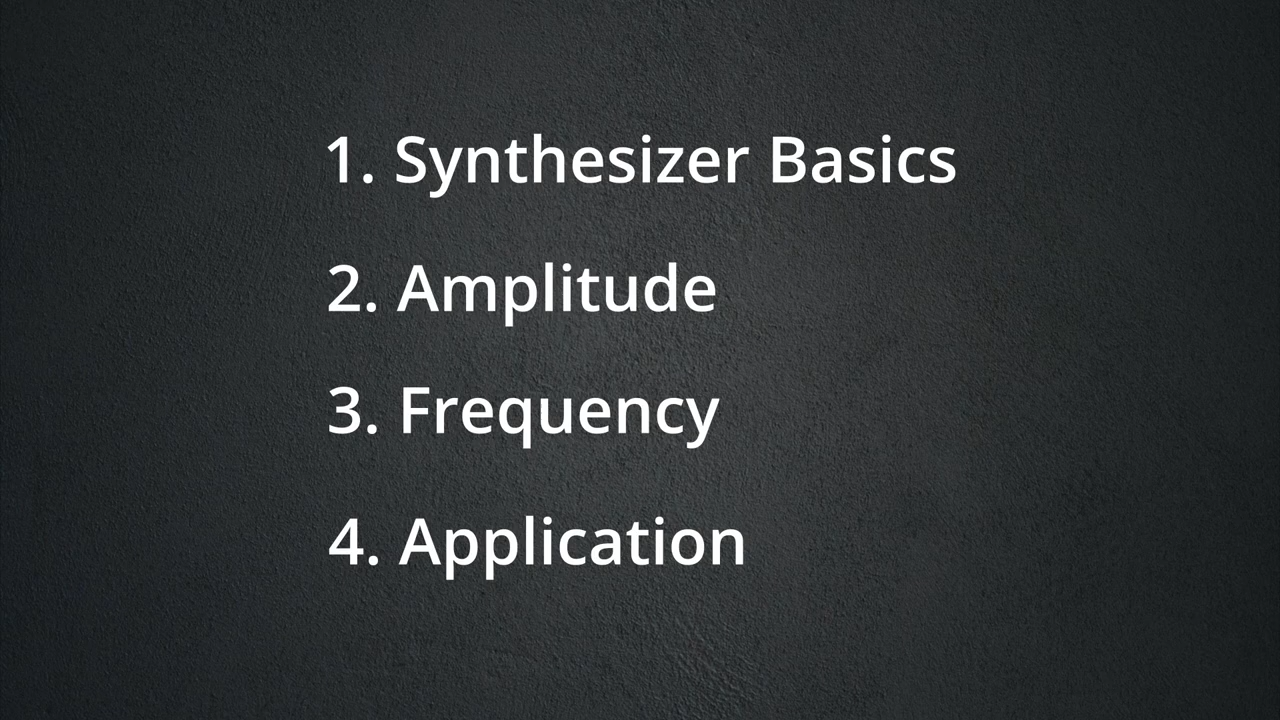 1. Synthesizer Basics
2. Amplitude
3. Frequency
4. Application